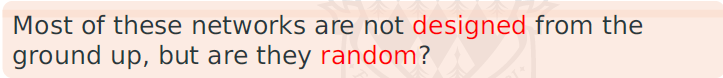 Most of these networks are not designed from the
ground up, but are they random?